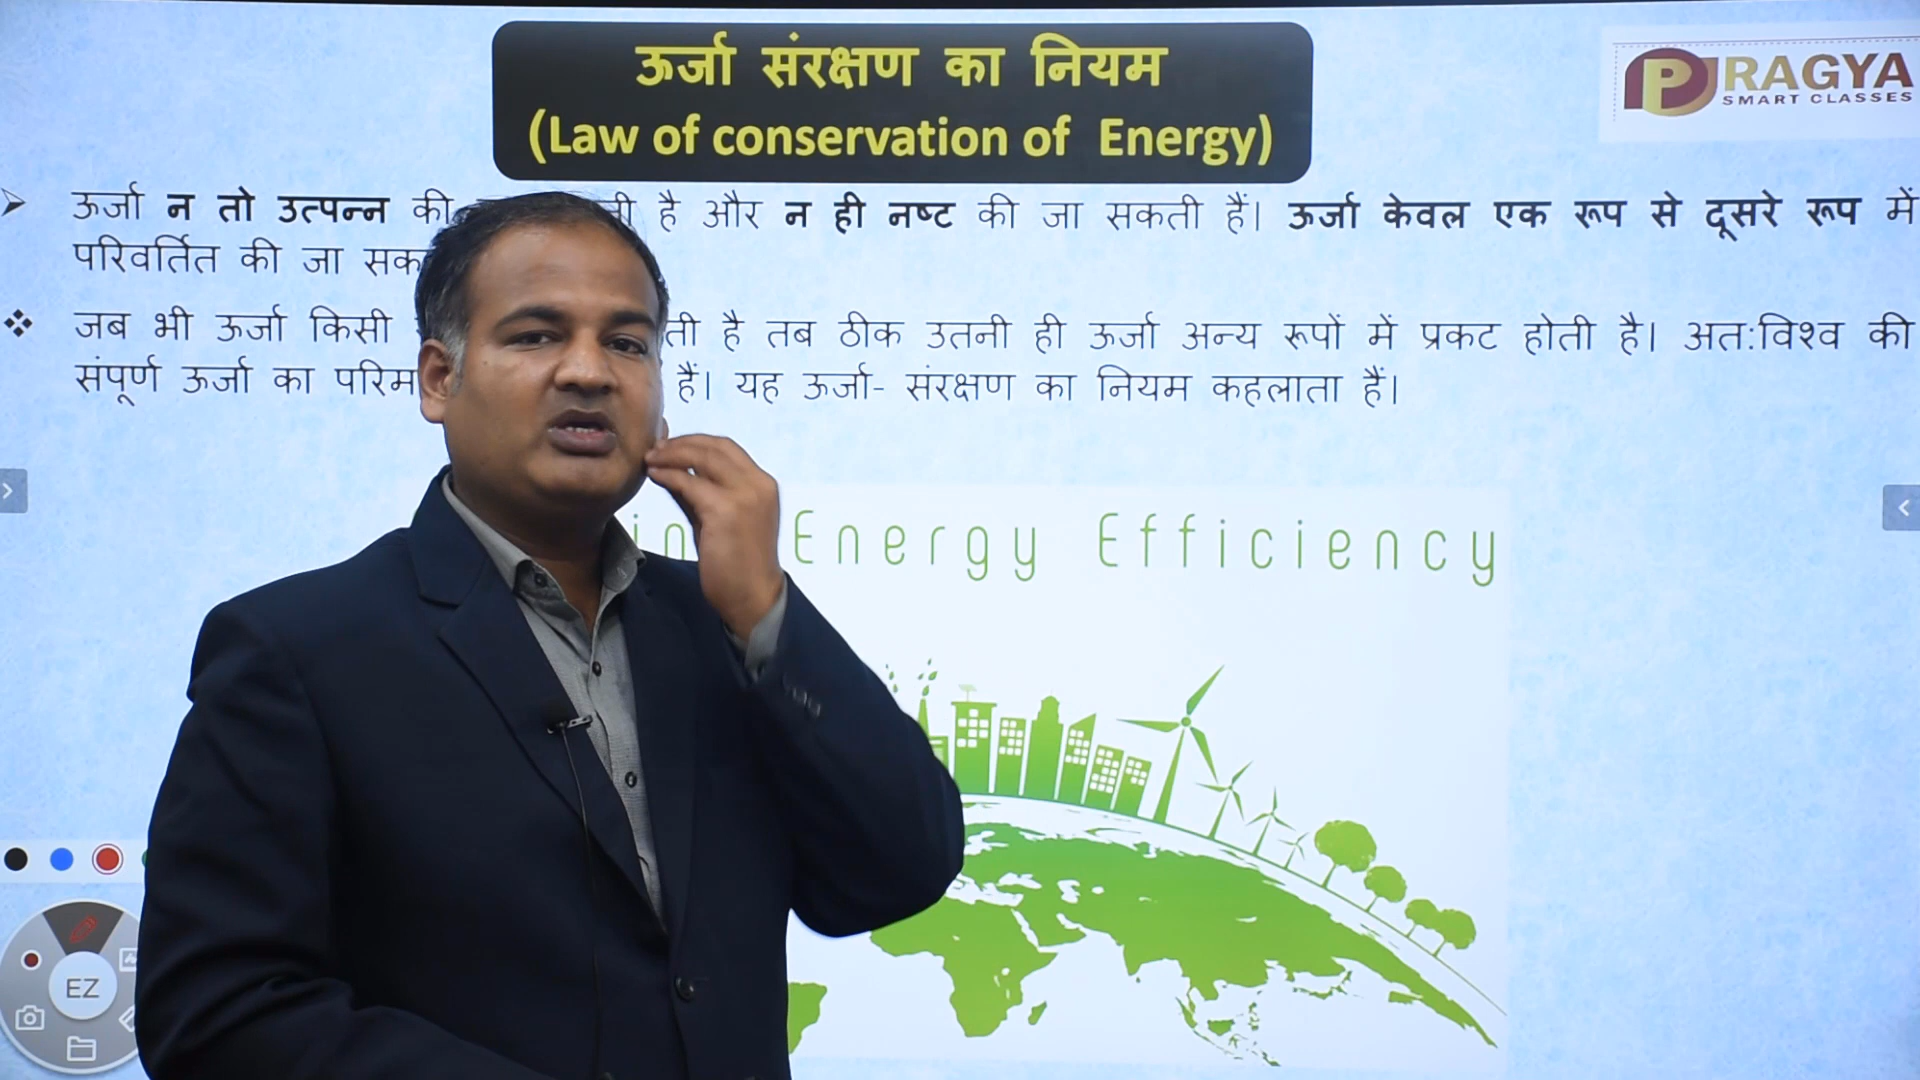 ऊर्जा संरक्षण का नियम
(Law of conservation of Energy)
PRAGYA
SMART CLASSES
ऊर्जा न तो उत्पन्न की है और न ही नष्ट की जा सकती हैं। ऊर्जा केवल एक रूप से दूसरे रूप में
परिवर्तित की जा
जब भी ऊर्जा किसी है तब ठीक उतनी ही ऊर्जा अन्य रूपों में प्रकट होती है। अत:विश्व की
संपूर्ण ऊर्जा का हैं। यह ऊर्जा- संरक्षण का नियम कहलाता हैं।
Energy Efficiency
EZ